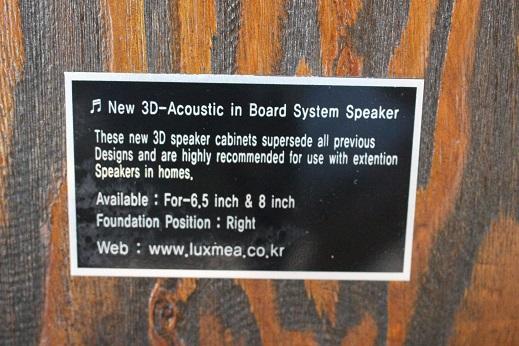 ♬ New 3D-Acoustic in Board System Speaker
These new 3D speaker cabinets supersede all previous
Designs and are highly recommended for use with extention
Speakers in homes.
Available : For-6.5 inch & 8 inch
Foundation Position : Right
Web : www.luxmea.co.kr